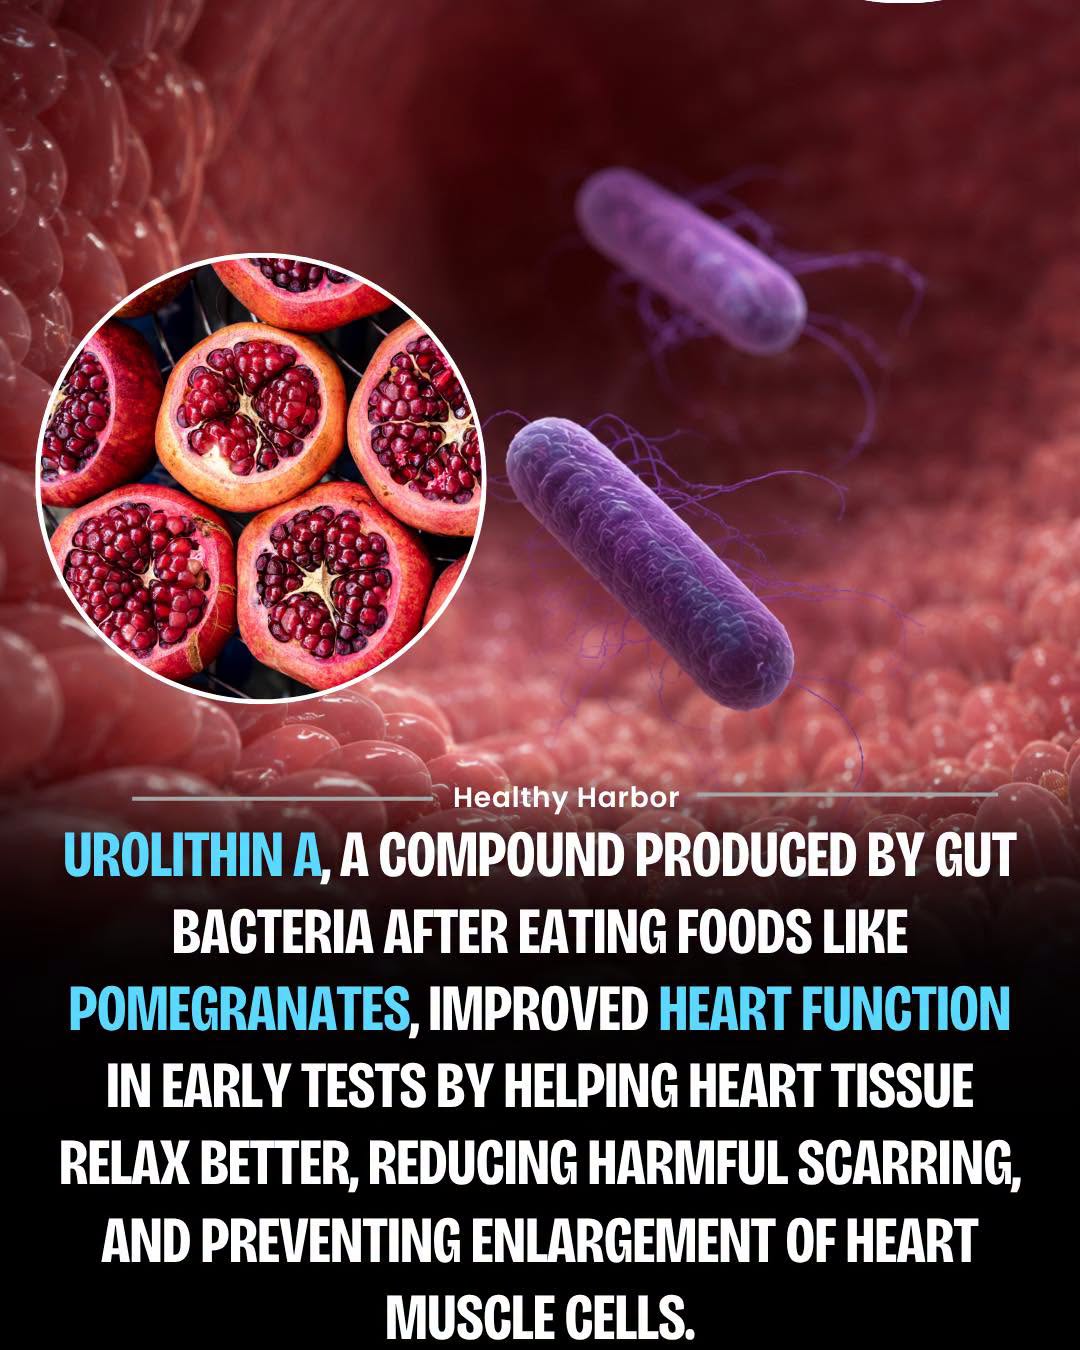 Healthy Harbor
UROLITHIN A, A COMPOUND PRODUCED BY GUT
BACTERIA AFTER EATING FOODS LIKE
POMEGRANATES, IMPROVED HEART FUNCTION
IN EARLY TESTS BY HELPING HEART TISSUE
RELAX BETTER, REDUCING HARMFUL SCARRING,
AND PREVENTING ENLARGEMENT OF HEART
MUSCLE CELLS.